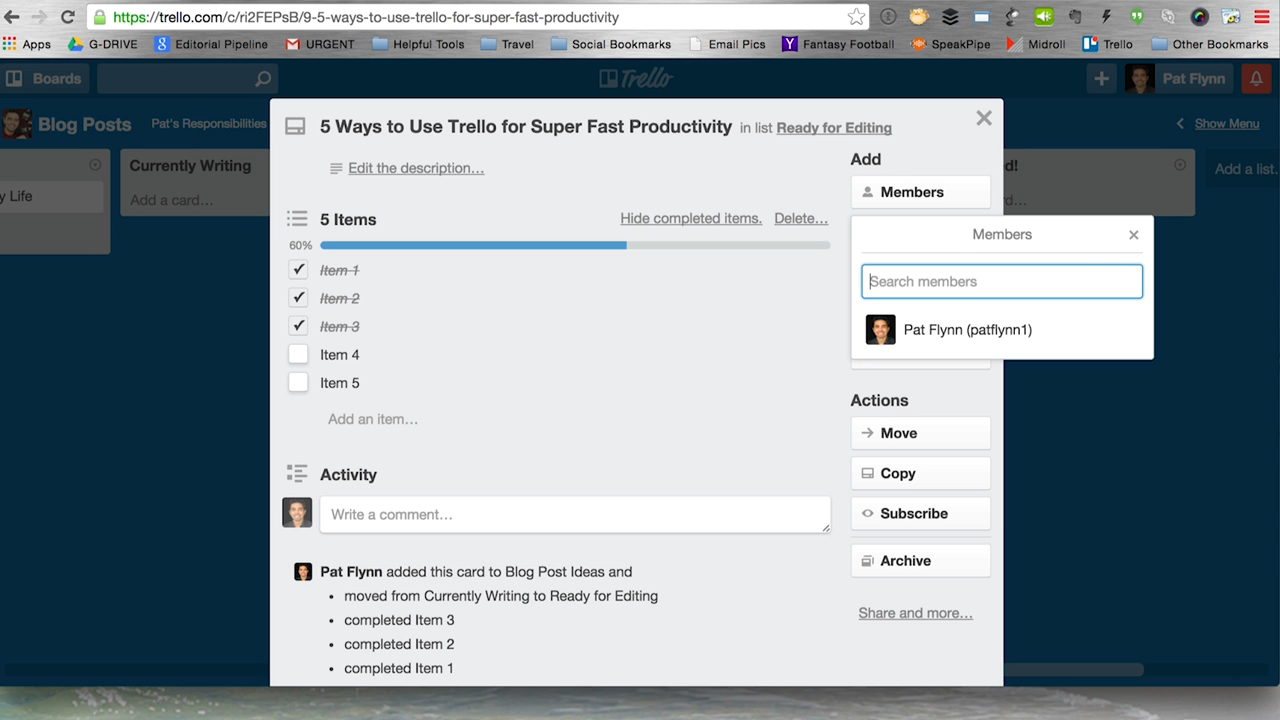 https://trello.com/c/ri2FEPsB/9-5-ways-to-use-trello-for-super-fast-productivity
Apps G-DRIVE Editorial Pipeline URGENT Helpful Tools Travel Social Bookmarks Email Pics Fantasy Football SpeakPipe Midroll Trello Other Bookmarks
Boards Trello Pat Flynn
Blog Posts Pat's Responsibilities Show Menu
5 Ways to Use Trello for Super Fast Productivity in list Ready for Editing
Currently Writing
d!
Add a list…
y Life
Add a card…
d…
Edit the description…
5 Items Hide completed items. Delete…
60%
Item 1
Item 2
Item 3
Item 4
Item 5
Add an item…
Activity
Write a comment…
Pat Flynn added this card to Blog Post Ideas and
• moved from Currently Writing to Ready for Editing
• completed Item 3
• completed Item 2
• completed Item 1
Add
Members
Members
Search members
Pat Flynn (patflynn1)
Actions
Move
Copy
Subscribe
Archive
Share and more…